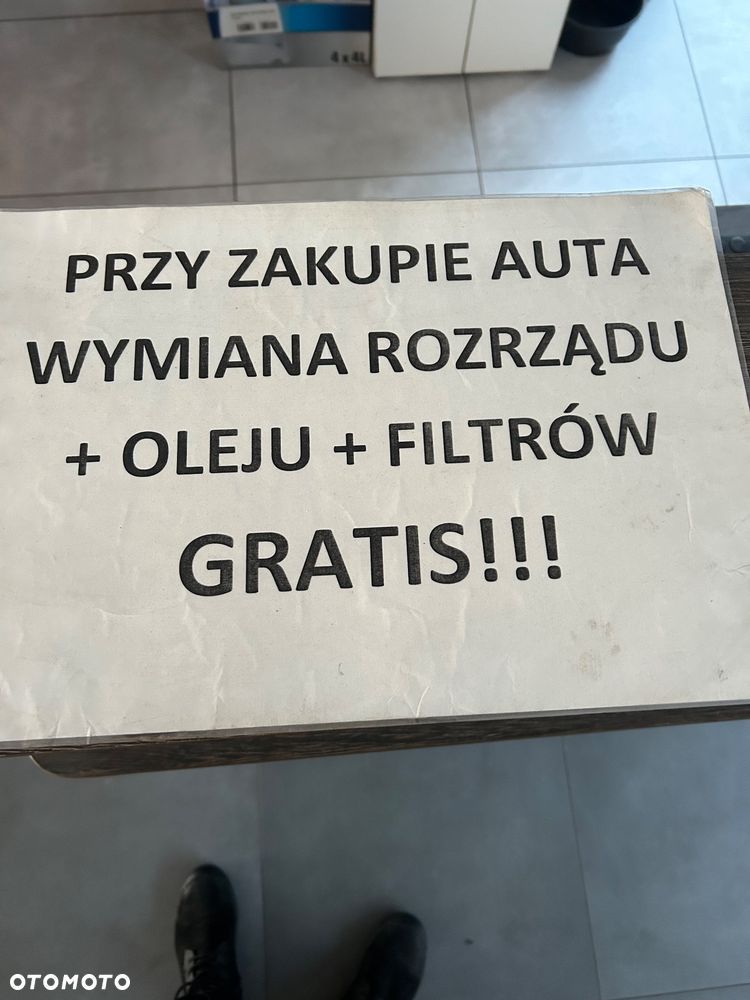 4 x 4L
PRZY ZAKUPIE AUTA
WYMIANA ROZRZĄDU
+ OLEJU + FILTRÓW
GRATIS!!!
OTOMOTO